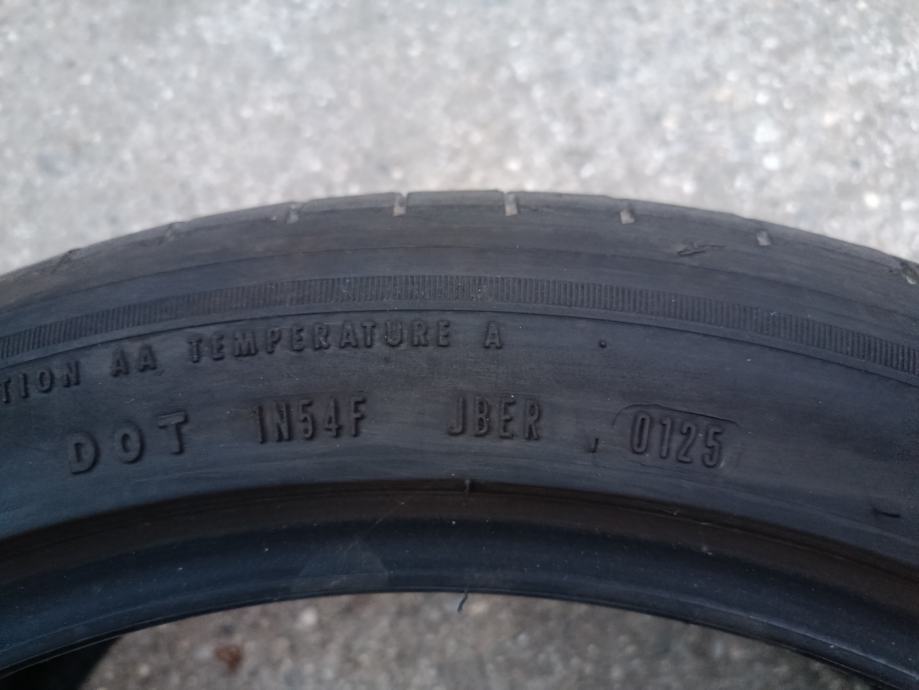 TION AA TEMPERATURE A
DOT 1N54F JBER 0125